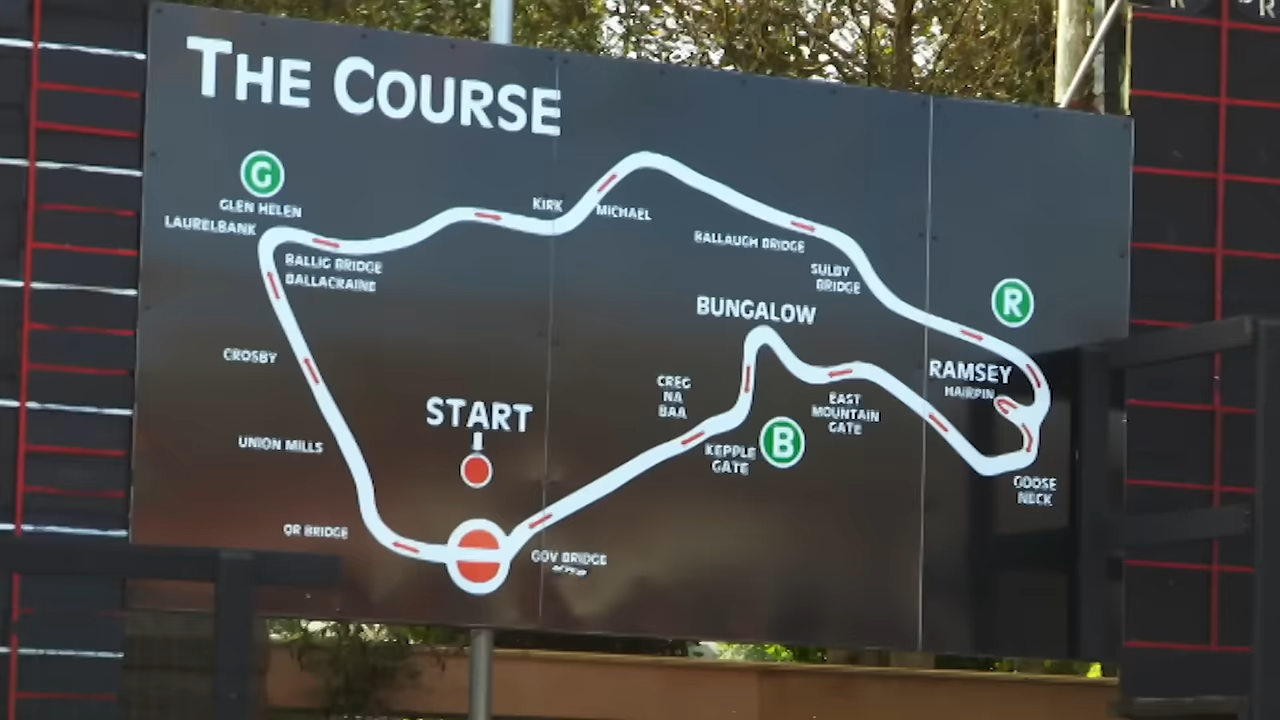 THE COURSE
G
GLEN HELEN
LAURELBANK
BALLIG BRIDGE
BALLACRAINE
KIRK
MICHAEL
BALLAUGH BRIDGE
SULBY
BRIDGE
R
RAMSEY
HAIRPIN
BUNGALOW
CROSBY
CREG
NA
BAA
EAST
MOUNTAIN
GATE
START
B
KEPPLE
GATE
UNION MILLS
GOOSE
NECK
QR BRIDGE
GOV BRIDGE
R
R